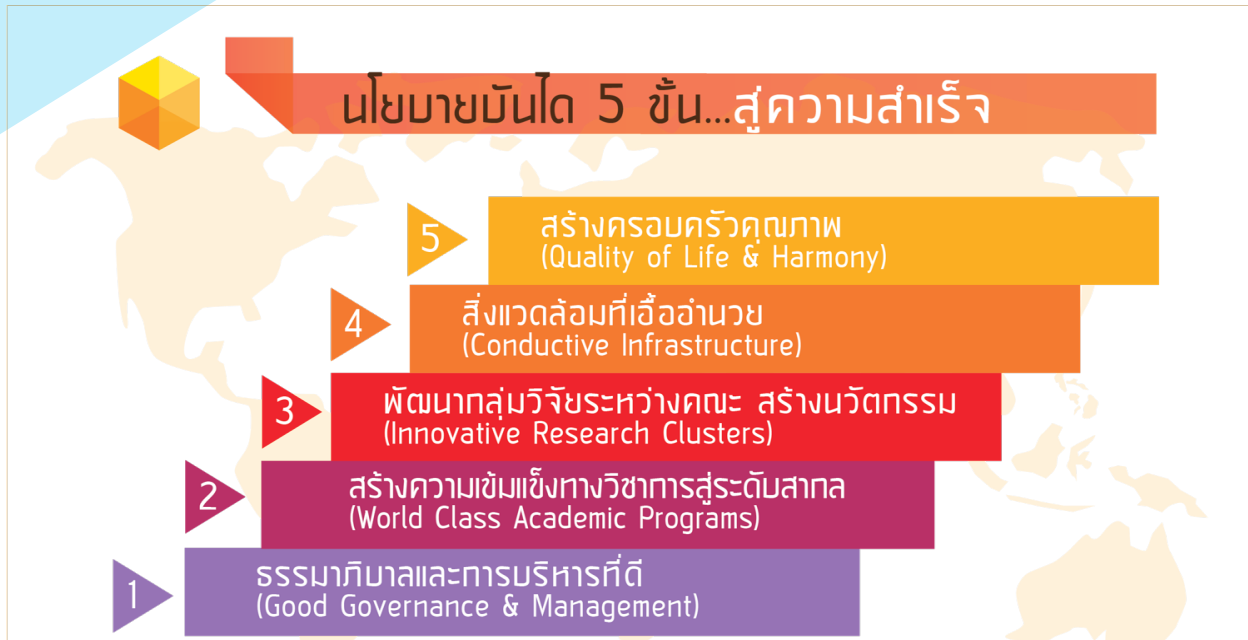 นโยบายบันได 5 ขั้น...สู่ความสำเร็จ
5
สร้างครอบครัวคุณภาพ
(Quality of Life & Harmony)
4
สิ่งแวดล้อมที่เอื้ออำนวย
(Conductive Infrastructure)
3
พัฒนากลุ่มวิจัยระหว่างคณะ สร้างนวัตกรรม
(Innovative Research Clusters)
2
สร้างความเข้มแข็งทางวิชาการสู่ระดับสากล
(World Class Academic Programs)
1
ธรรมาภิบาลและการบริหารที่ดี
(Good Governance & Management)